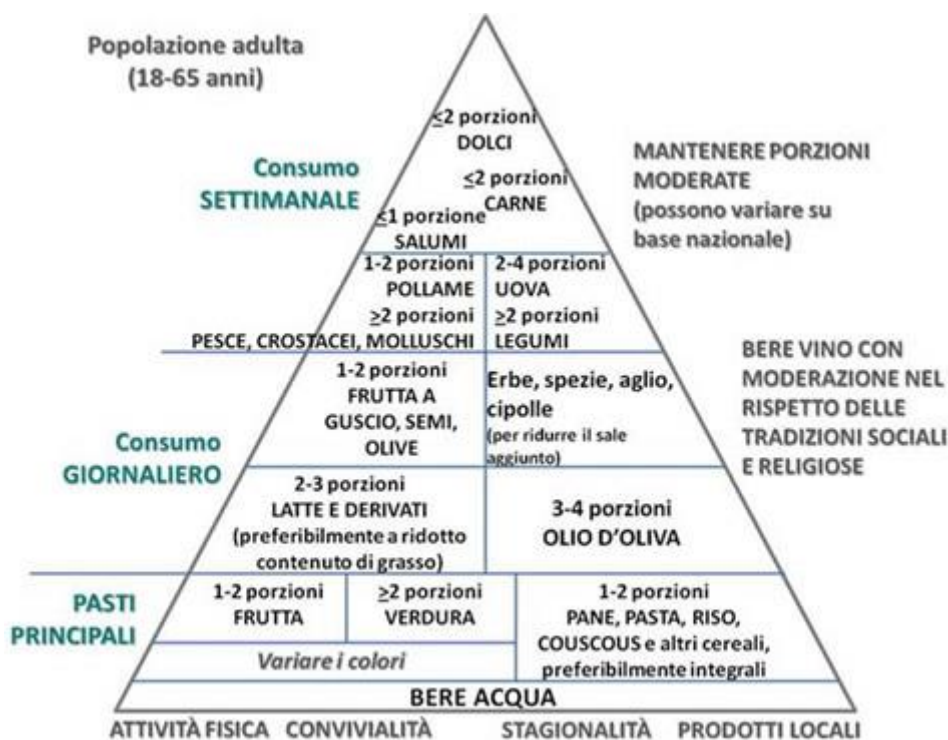 Popolazione adulta
(18-65 anni)
≤2 porzioni
DOLCI
Consumo
SETTIMANALE
≤2 porzioni
CARNE
≤1 porzione
SALUMI
MANTENERE PORZIONI
MODERATE
(possono variare su
base nazionale)
1-2 porzioni
POLLAME
2-4 porzioni
UOVA
≥2 porzioni
PESCE, CROSTACEI, MOLLUSCHI
≥2 porzioni
LEGUMI
BERE VINO CON
MODERAZIONE NEL
RISPETTO DELLE
TRADIZIONI SOCIALI
E RELIGIOSE
Consumo
GIORNALIERO
1-2 porzioni
FRUTTA A
GUSCIO, SEMI,
OLIVE
Erbe, spezie, aglio,
cipolle
(per ridurre il sale
aggiunto)
2-3 porzioni
LATTE E DERIVATI
(preferibilmente a ridotto
contenuto di grasso)
3-4 porzioni
OLIO D'OLIVA
PASTI
PRINCIPALI
1-2 porzioni
FRUTTA
≥2 porzioni
VERDURA
Variare i colori
1-2 porzioni
PANE, PASTA, RISO,
COUSCOUS e altri cereali,
preferibilmente integrali
BERE ACQUA
ATTIVITÀ FISICA CONVIVIALITÀ STAGIONALITÀ PRODOTTI LOCALI